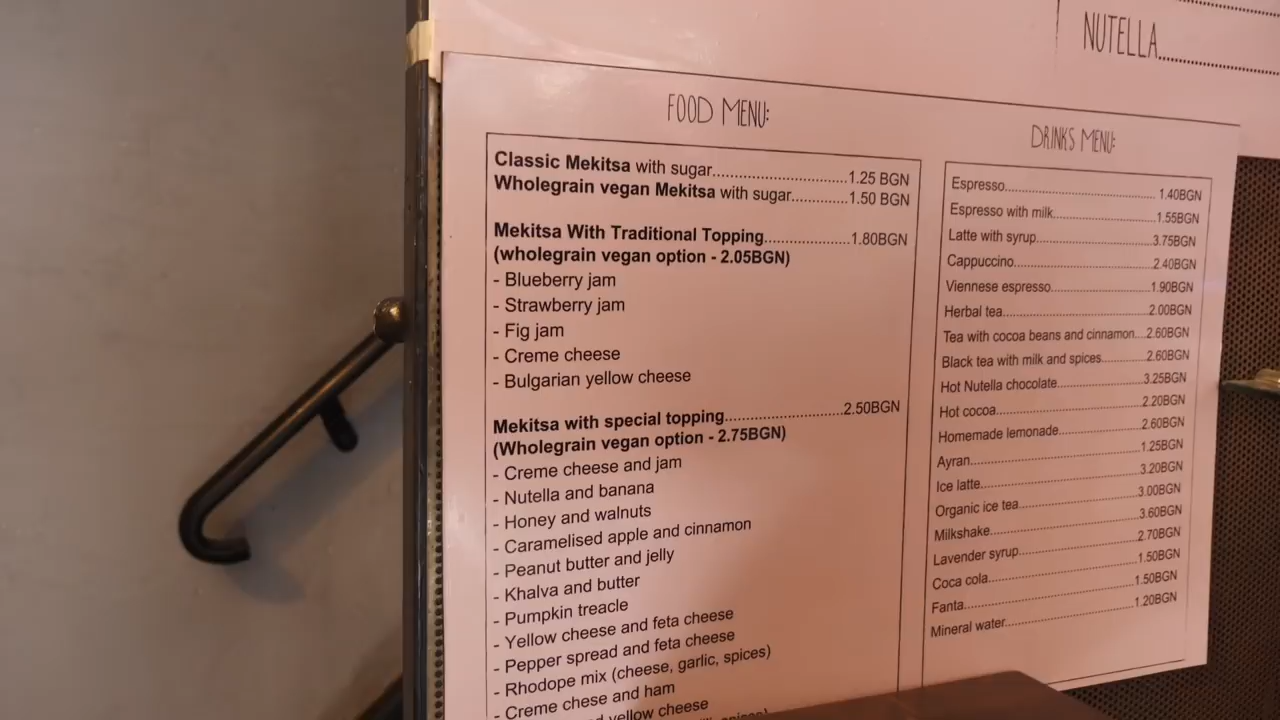 NUTELLA....................
FOOD MENU:
Classic Mekitsa with sugar.............................1.25 BGN
Wholegrain vegan Mekitsa with sugar............1.50 BGN
Mekitsa With Traditional Topping..................1.80BGN
(wholegrain vegan option - 2.05BGN)
- Blueberry jam
- Strawberry jam
- Fig jam
- Creme cheese
- Bulgarian yellow cheese
Mekitsa with special topping.........................2.50BGN
(Wholegrain vegan option - 2.75BGN)
- Creme cheese and jam
- Nutella and banana
- Honey and walnuts
- Caramelised apple and cinnamon
- Peanut butter and jelly
- Khalva and butter
- Pumpkin treacle
- Yellow cheese and feta cheese
- Pepper spread and feta cheese
- Rhodope mix (cheese, garlic, spices)
- Creme chese and ham
yellow cheese
DRINKS MENU:
Espresso.......................................... 1.40BGN
Espresso with milk............................1.55BGN
Latte with syrup................................3.75BGN
Cappuccino......................................2.40BGN
Viennese espresso...........................1.90BGN
Herbal tea.........................................2.00BGN
Tea with cocoa beans and cinnamon...2.60BGN
Black tea with milk and spices............2.60BGN
Hot Nutella chocolate........................3.25BGN
Hot cocoa.........................................2.20BGN
Homemade lemonade......................2.60BGN
Ayran................................................1.25BGN
Ice latte............................................3.20BGN
Organic ice tea.................................3.00BGN
Milkshake.........................................3.60BGN
Lavender syrup.................................2.70BGN
Coca cola.........................................1.50BGN
Fanta................................................1.50BGN
Mineral water....................................1.20BGN